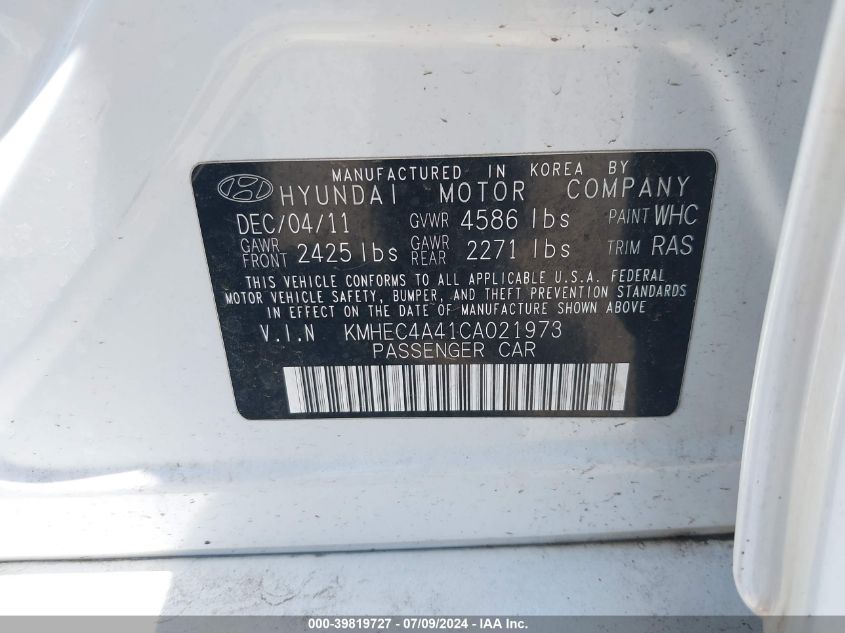 MANUFACTURED IN KOREA BY
HYUNDAI MOTOR COMPANY
DEC/04/11 GVWR 4586 lbs PAINT WHC
GAWR FRONT 2425 lbs GAWR REAR 2271 lbs TRIM RAS
THIS VEHICLE CONFORMS TO ALL APPLICABLE U.S.A. FEDERAL
MOTOR VEHICLE SAFETY, BUMPER, AND THEFT PREVENTION STANDARDS
IN EFFECT ON THE DATE OF MANUFACTURE SHOWN ABOVE
V.I.N KMHEC4A41CA021973
PASSENGER CAR
000-39819727 - 07/09/2024 - IAA Inc.